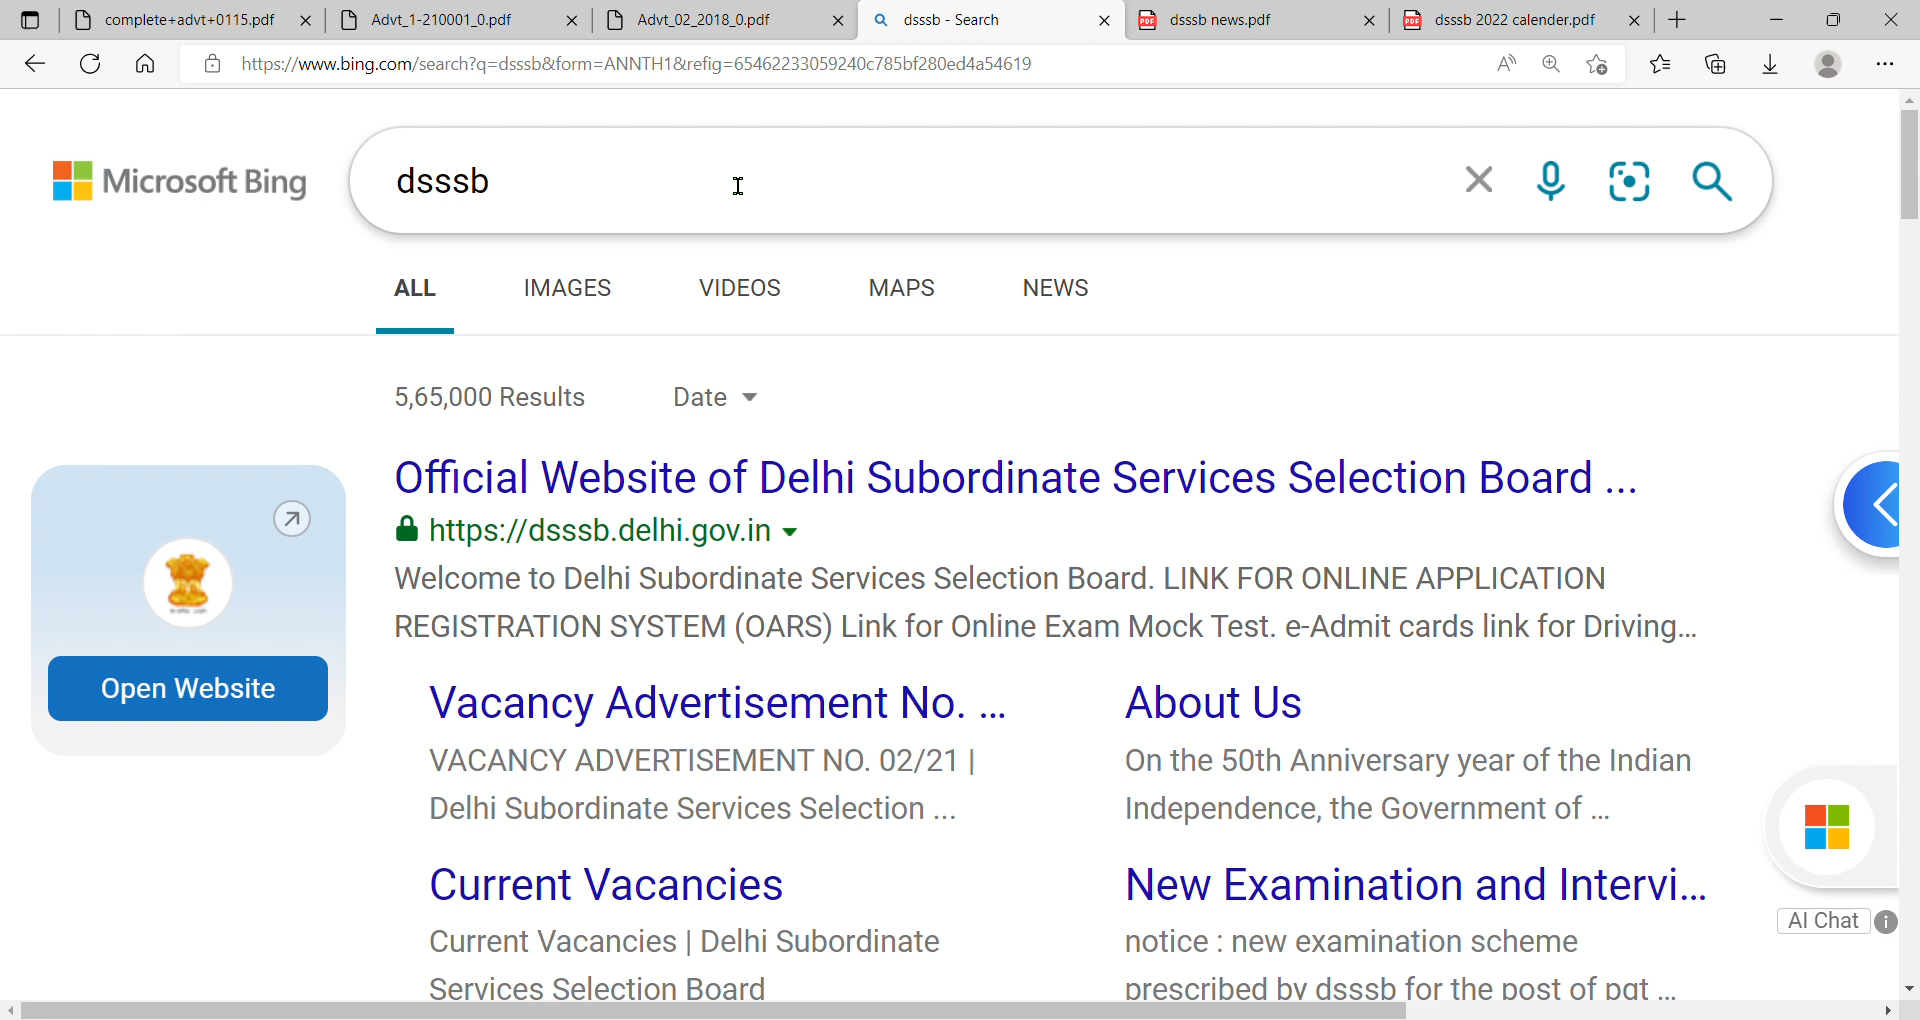 complete+advt+0115.pdf
Advt_1-210001_0.pdf
Advt_02_2018_0.pdf
dsssb - Search
dsssb news.pdf
dsssb 2022 calender.pdf
https://www.bing.com/search?q=dsssb&form=ANNTH1&refig=65462233059240c785bf280ed4a54619
Microsoft Bing
dsssb
ALL IMAGES VIDEOS MAPS NEWS
5,65,000 Results Date
Official Website of Delhi Subordinate Services Selection Board ...
https://dsssb.delhi.gov.in
Welcome to Delhi Subordinate Services Selection Board. LINK FOR ONLINE APPLICATION
REGISTRATION SYSTEM (OARS) Link for Online Exam Mock Test. e-Admit cards link for Driving...
Open Website
Vacancy Advertisement No. ...
VACANCY ADVERTISEMENT NO. 02/21 |
Delhi Subordinate Services Selection ...
About Us
On the 50th Anniversary year of the Indian
Independence, the Government of ...
Current Vacancies
Current Vacancies | Delhi Subordinate
Services Selection Board
New Examination and Intervi...
notice : new examination scheme
prescribed by dsssb for the post of pgt ...
AI Chat